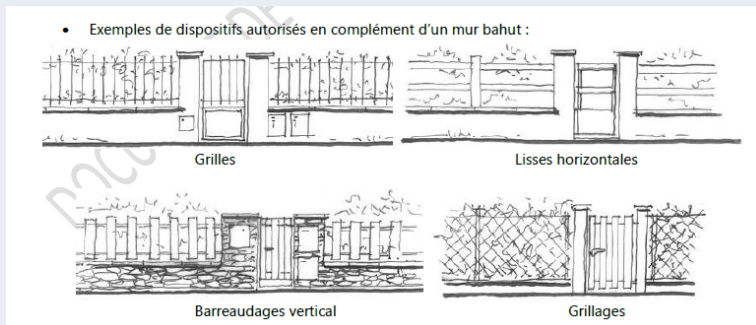 • Exemples de dispositifs autorisés en complément d'un mur bahut :
Grilles
Lisses horizontales
Barreaudages vertical
Grillages